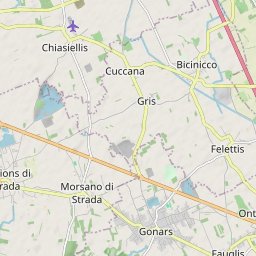 Chiasiellis
Cuccana
Bicinicco
Gris
Felettis
ions di
rada
Morsano di
Strada
Ont
Gonars
Fauglis